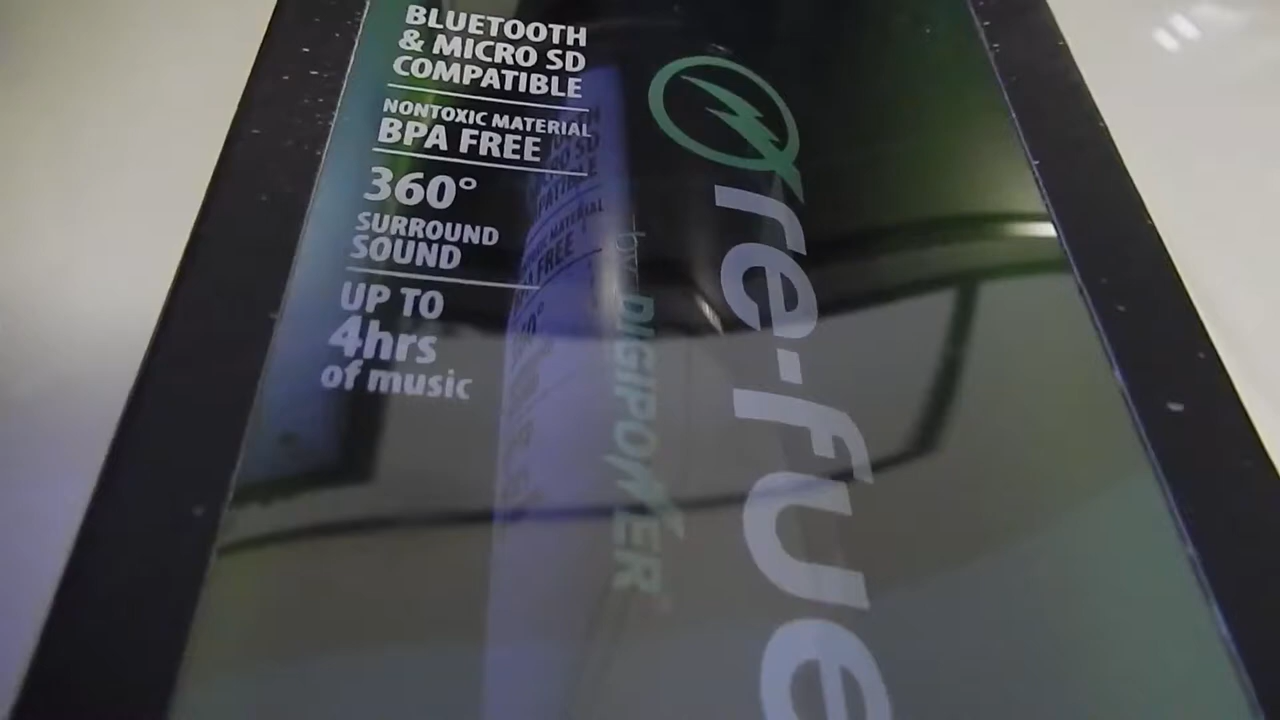 BLUETOOTH
& MICRO SD
COMPATIBLE
NONTOXIC MATERIAL
BPA FREE
360°
SURROUND
SOUND
UP TO
4hrs
of music
re-fue
by DIGIPOWER